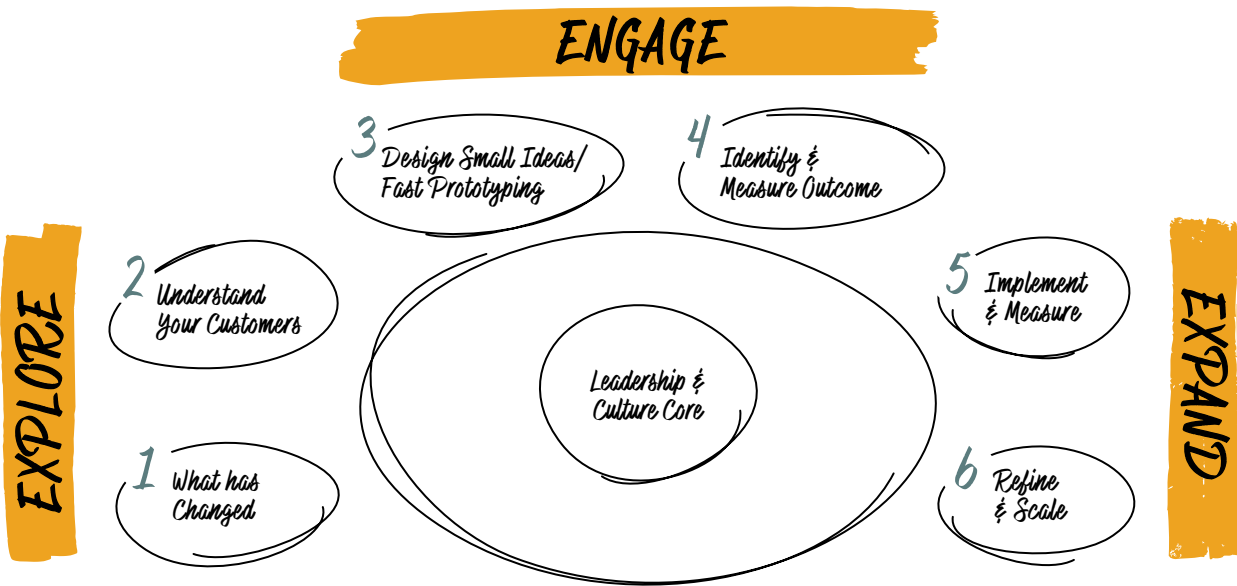 ENGAGE
3
Design Small Ideas/
Fast Prototyping
4
Identify &
Measure Outcome
EXPLORE
2
Understand
Your Customers
5
Implement
& Measure
EXPAND
Leadership &
Culture Core
1
What has
Changed
6
Refine
& Scale